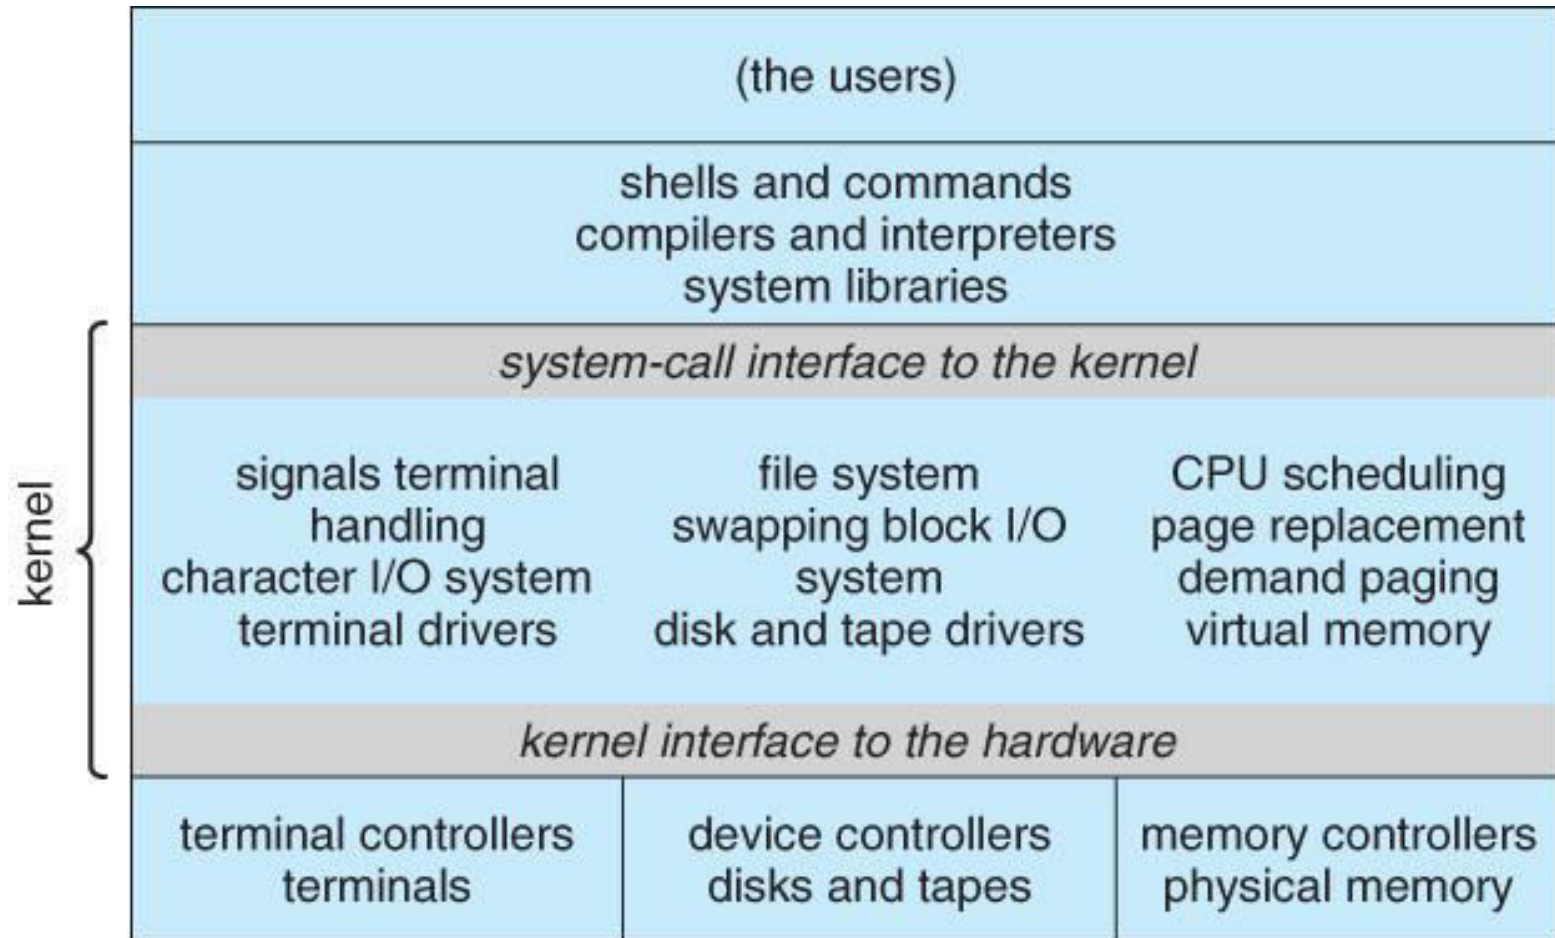 (the users)
shells and commands
compilers and interpreters
system libraries
kernel
system-call interface to the kernel
signals terminal
handling
character I/O system
terminal drivers
file system
swapping block I/O
system
disk and tape drivers
CPU scheduling
page replacement
demand paging
virtual memory
kernel interface to the hardware
terminal controllers
terminals
device controllers
disks and tapes
memory controllers
physical memory